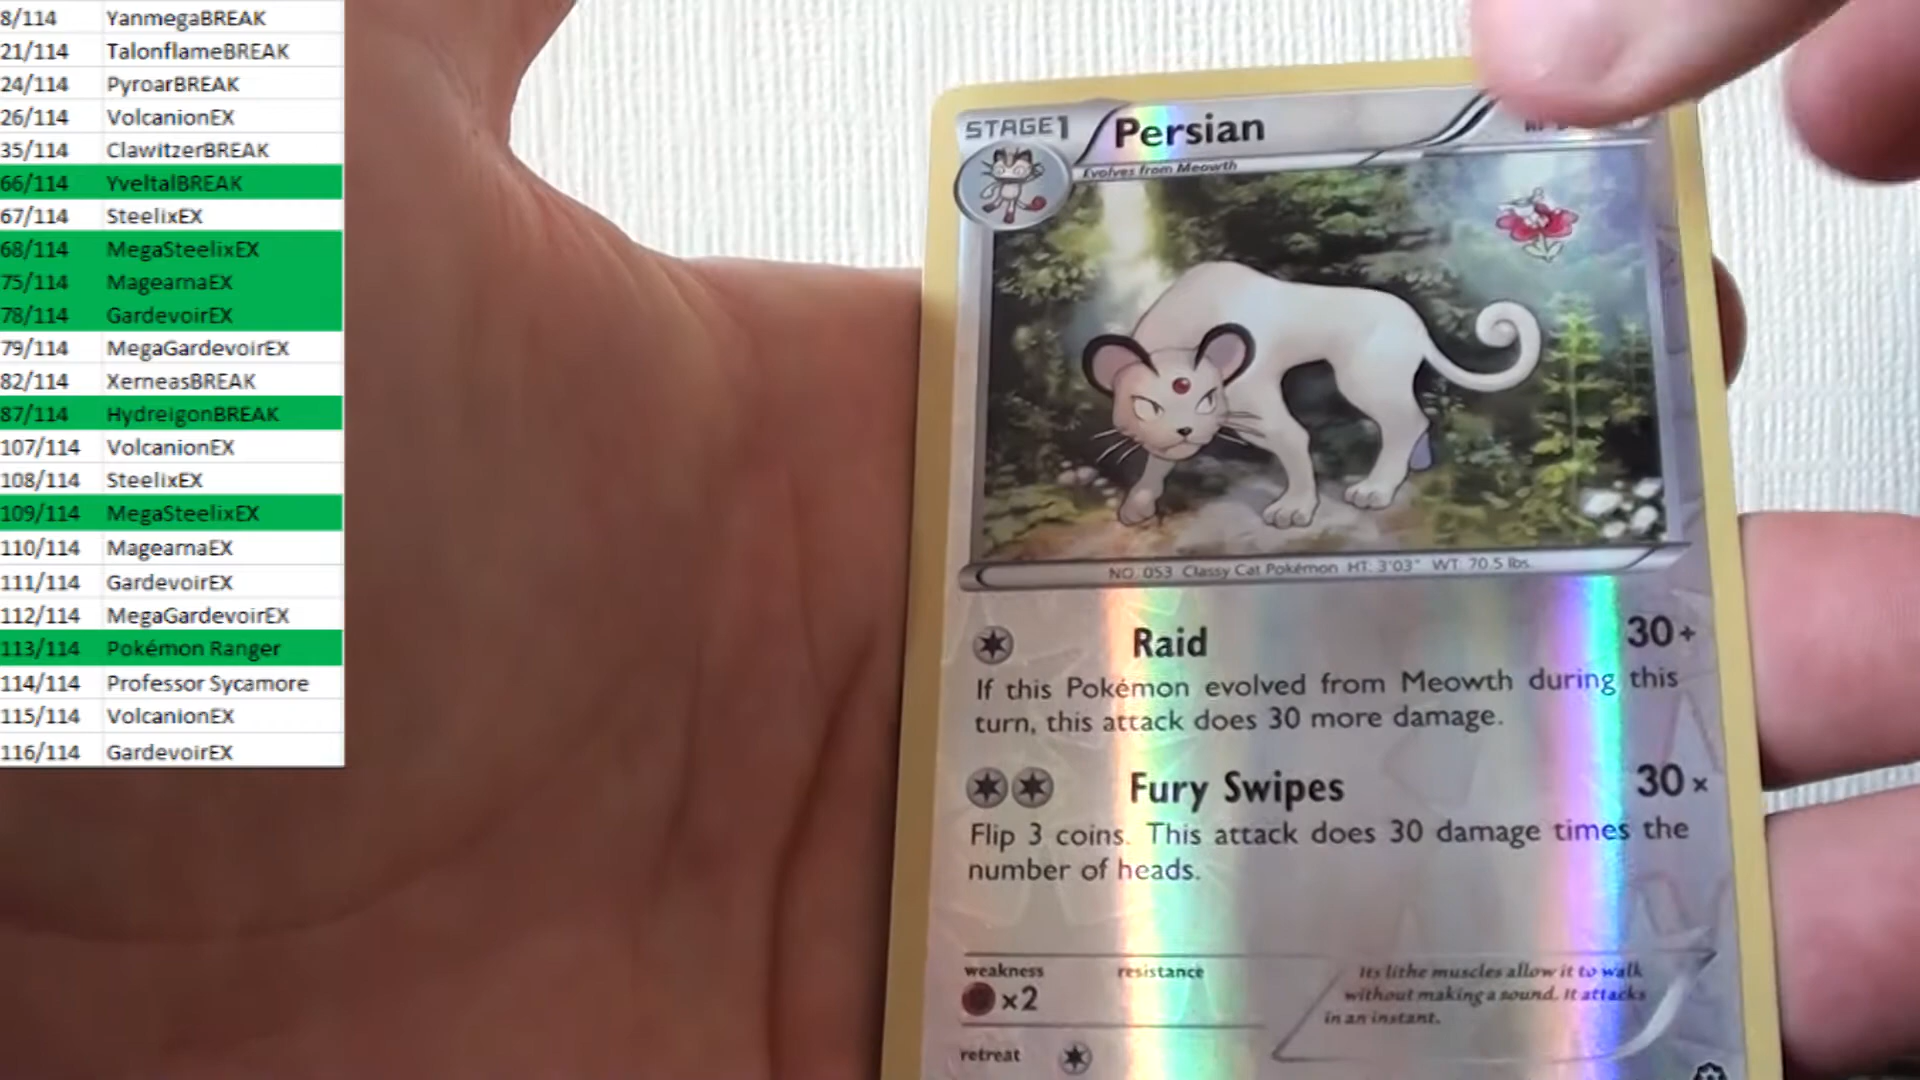 8/114 YanmegaBREAK
21/114 TalonflameBREAK
24/114 PyroarBREAK
26/114 VolcanionEX
35/114 ClawitzerBREAK
66/114 YveltalBREAK
67/114 SteelixEX
68/114 MegaSteelixEX
75/114 MagearnaEX
78/114 GardevoirEX
79/114 MegaGardevoirEX
82/114 XerneasBREAK
87/114 HydreigonBREAK
107/114 VolcanionEX
108/114 SteelixEX
109/114 MegaSteelixEX
110/114 MagearnaEX
111/114 GardevoirEX
112/114 MegaGardevoirEX
113/114 Pokémon Ranger
114/114 Professor Sycamore
115/114 VolcanionEX
116/114 GardevoirEX
STAGE1 Persian
Evolves from Meowth
NO. 053 Classy Cat Pokémon HT: 3'03" WT: 70.5 lbs.
Raid 30+
If this Pokémon evolved from Meowth during this
turn, this attack does 30 more damage.
Fury Swipes 30×
Flip 3 coins. This attack does 30 damage times the
number of heads.
weakness resistance
×2
retreat
Its lithe muscles allow it to walk
without making a sound. It attacks
in an instant.